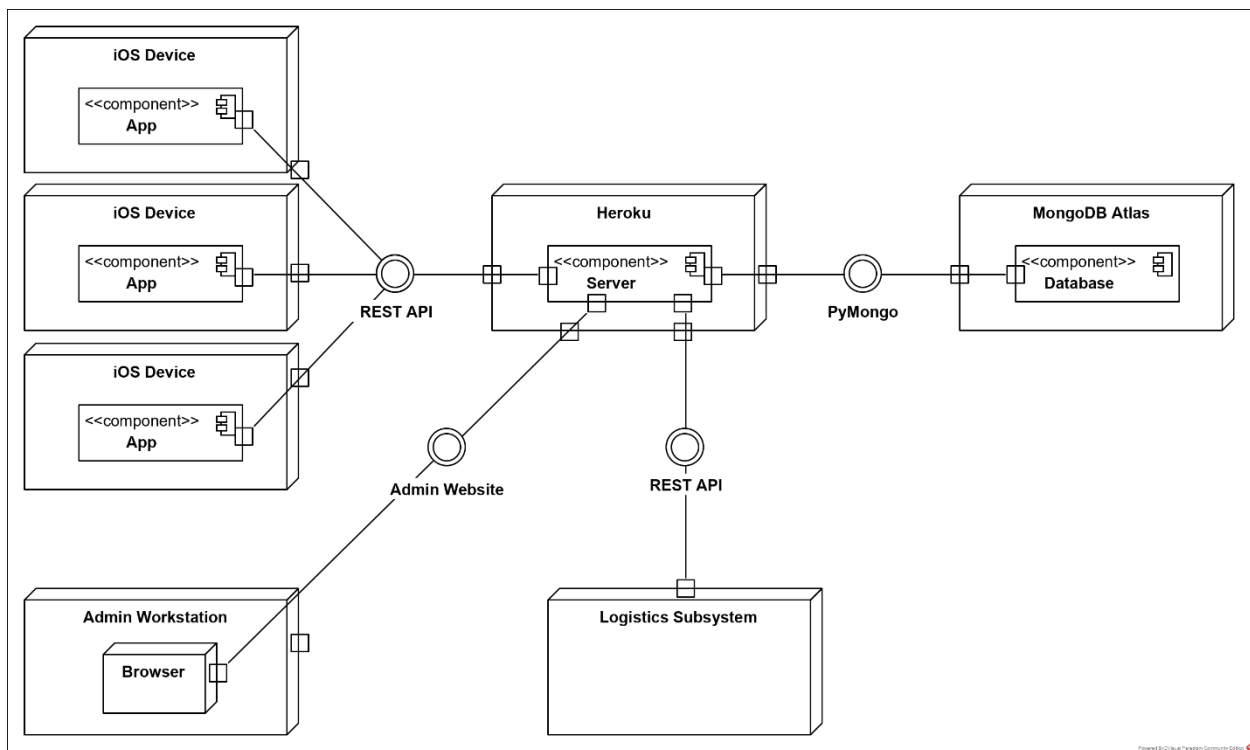 iOS Device
<<component>>
App
iOS Device
<<component>>
App
REST API
iOS Device
<<component>>
App
Heroku
<<component>>
Server
PyMongo
MongoDB Atlas
<<component>>
Database
Admin Website
REST API
Admin Workstation
Browser
Logistics Subsystem